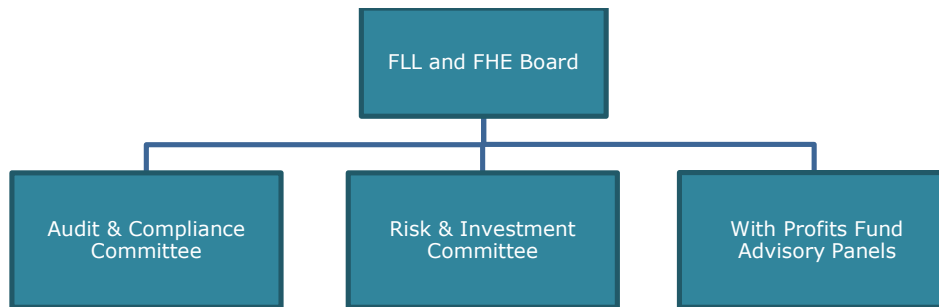 FLL and FHE Board
Audit & Compliance
Committee
Risk & Investment
Committee
With Profits Fund
Advisory Panels